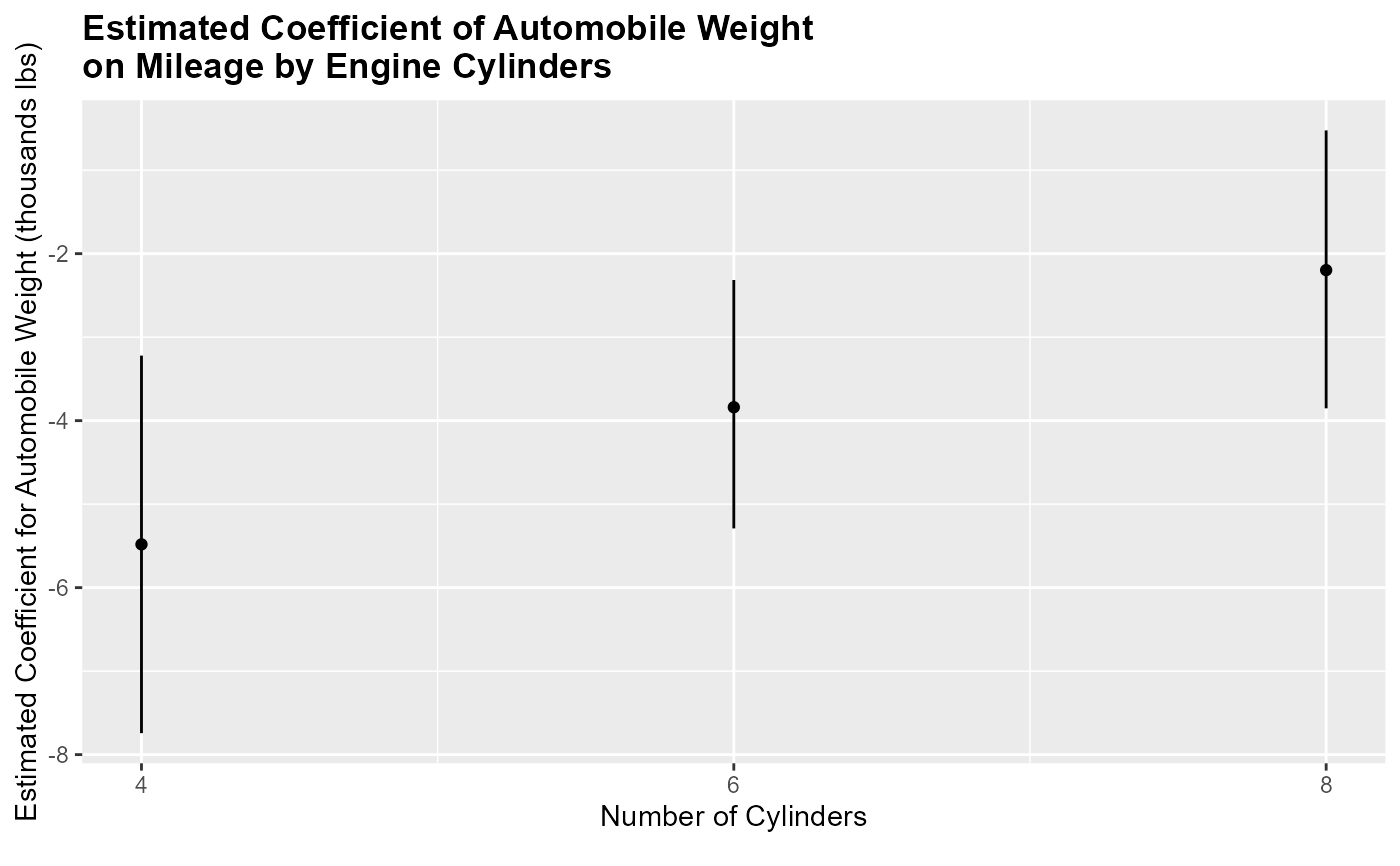 Estimated Coefficient of Automobile Weight
on Mileage by Engine Cylinders
Estimated Coefficient for Automobile Weight (thousands lbs)
-2
-4
-6
-8
4
6
8
Number of Cylinders